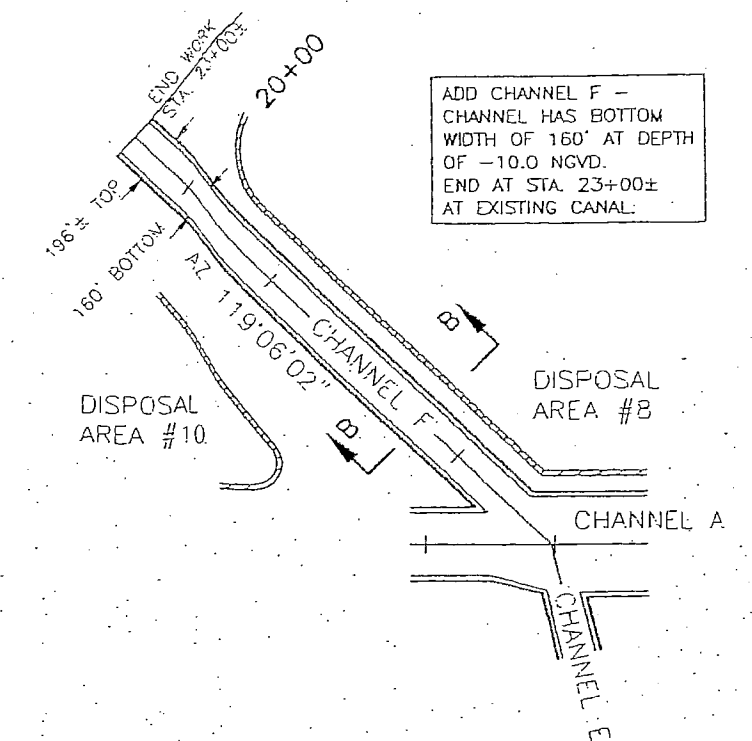 END WORK
STA. 23+00±
20+00
ADD CHANNEL F –
CHANNEL HAS BOTTOM
WIDTH OF 160' AT DEPTH
OF –10.0 NGVD.
END AT STA. 23+00±
AT EXISTING CANAL.
196'± TOP
160' BOTTOM
AZ 119°06'02"
CHANNEL F
B
B
DISPOSAL
AREA #8
DISPOSAL
AREA #10
CHANNEL A
CHANNEL E